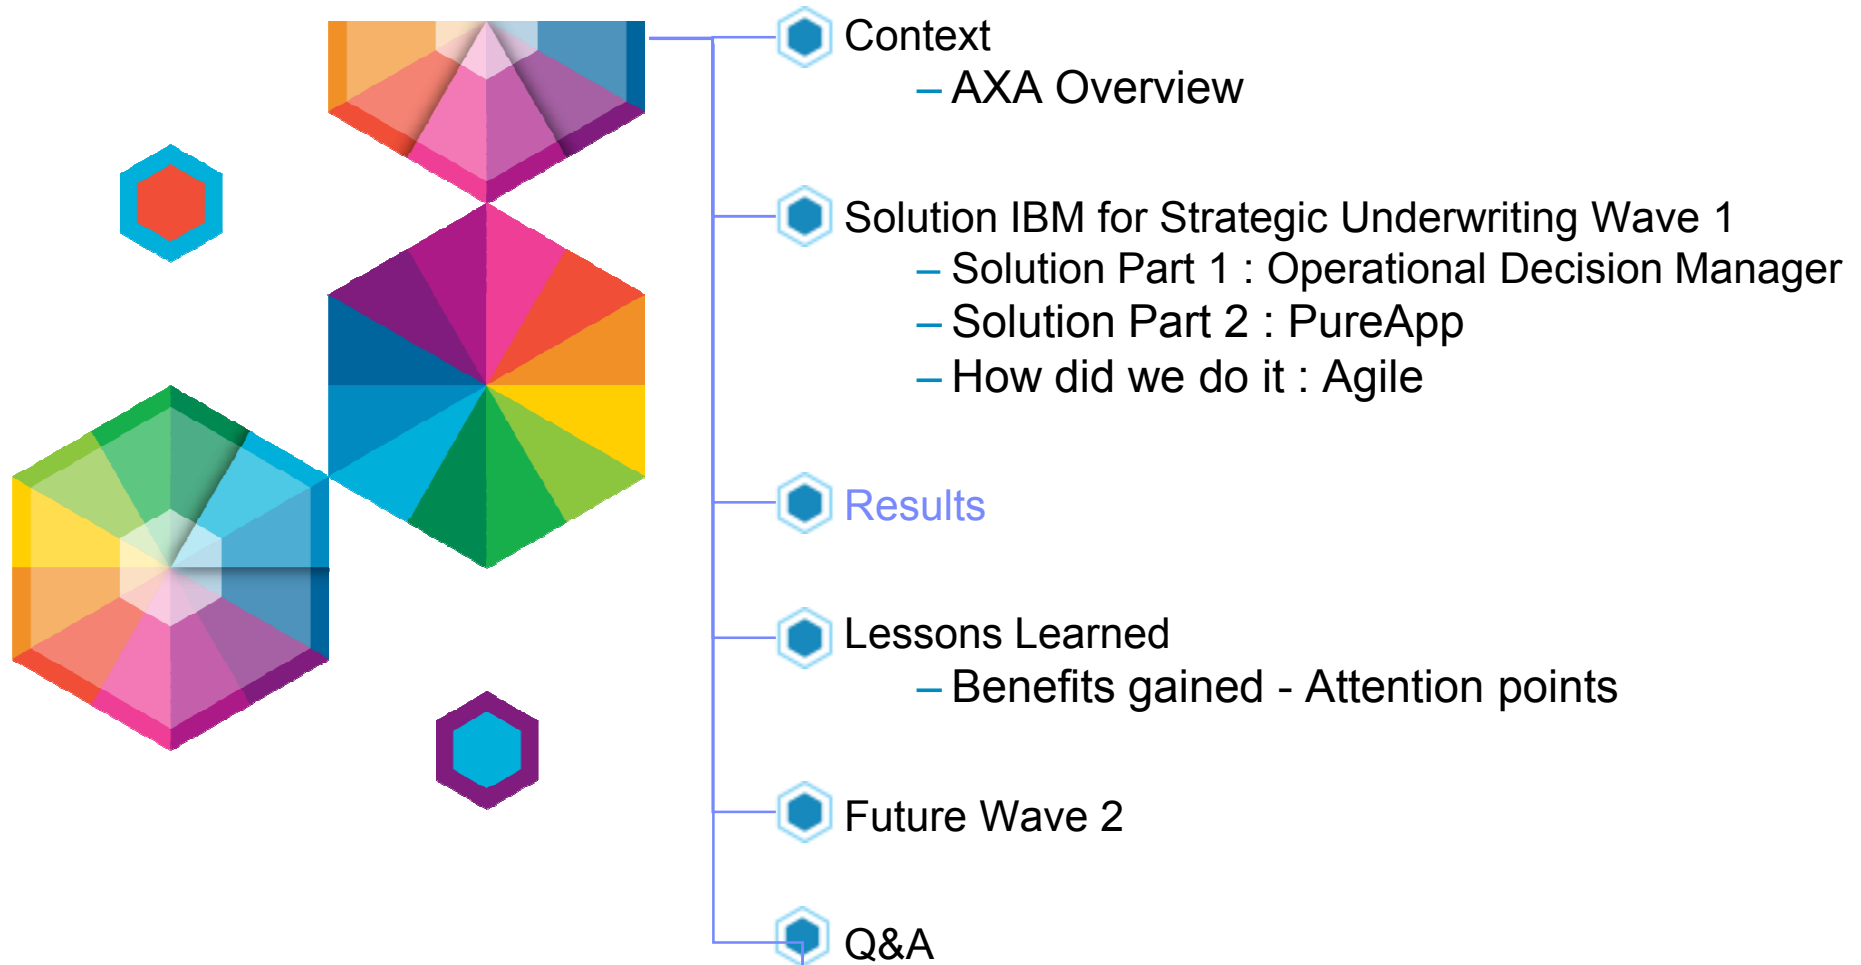 Context
– AXA Overview
Solution IBM for Strategic Underwriting Wave 1
– Solution Part 1 : Operational Decision Manager
– Solution Part 2 : PureApp
– How did we do it : Agile
Results
Lessons Learned
– Benefits gained - Attention points
Future Wave 2
Q&A